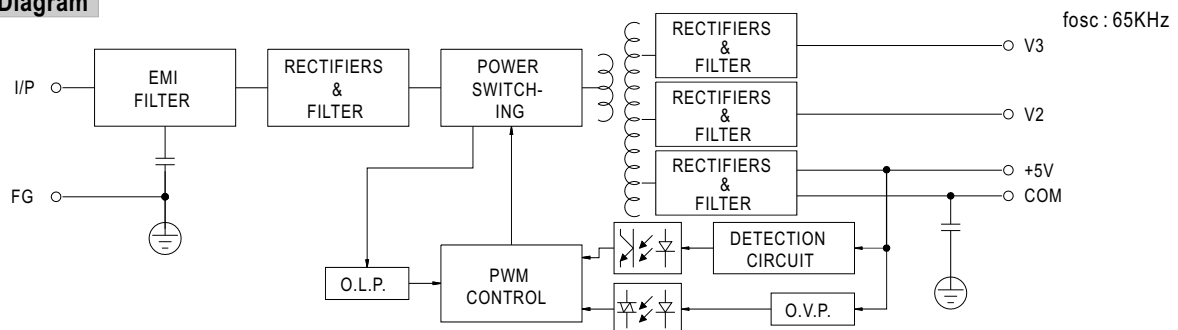 Diagram
fosc : 65KHz
I/P
EMI
FILTER
RECTIFIERS
&
FILTER
POWER
SWITCH-
ING
RECTIFIERS
&
FILTER
V3
RECTIFIERS
&
FILTER
V2
RECTIFIERS
&
FILTER
+5V
COM
FG
O.L.P.
PWM
CONTROL
DETECTION
CIRCUIT
O.V.P.